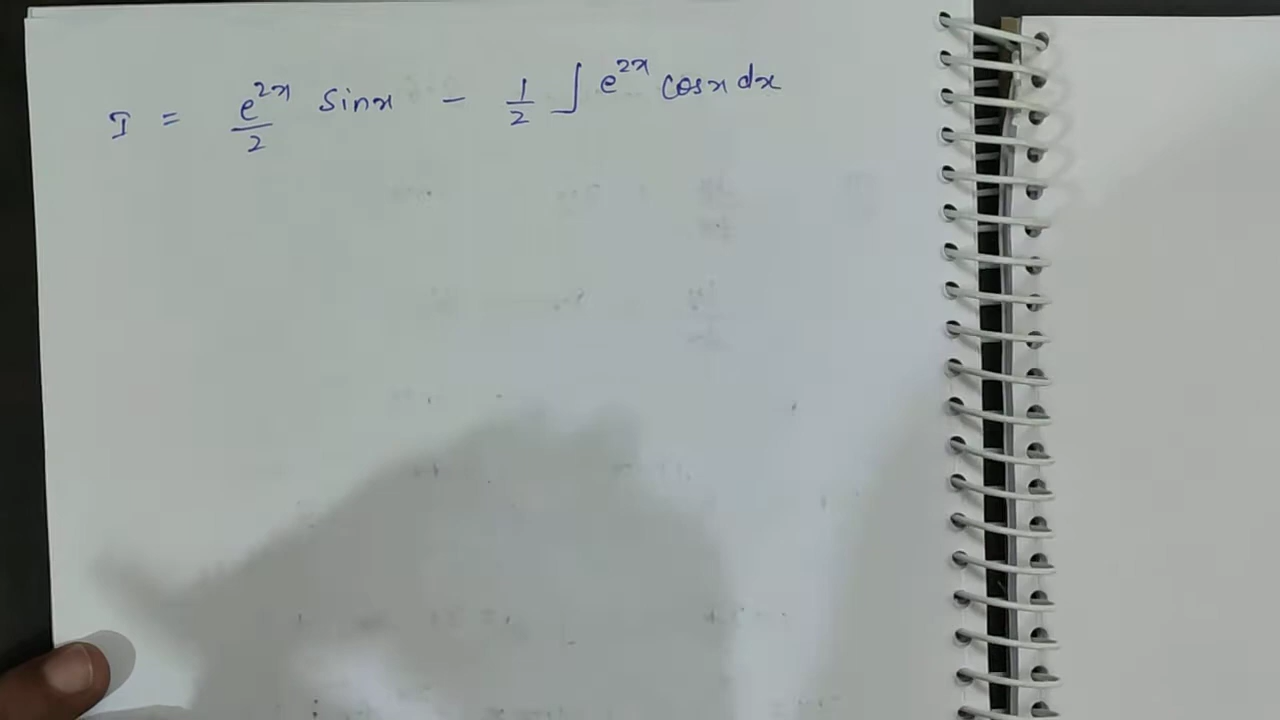 I = e^{2x}/2 sinx - 1/2 ∫ e^{2x} cosx dx